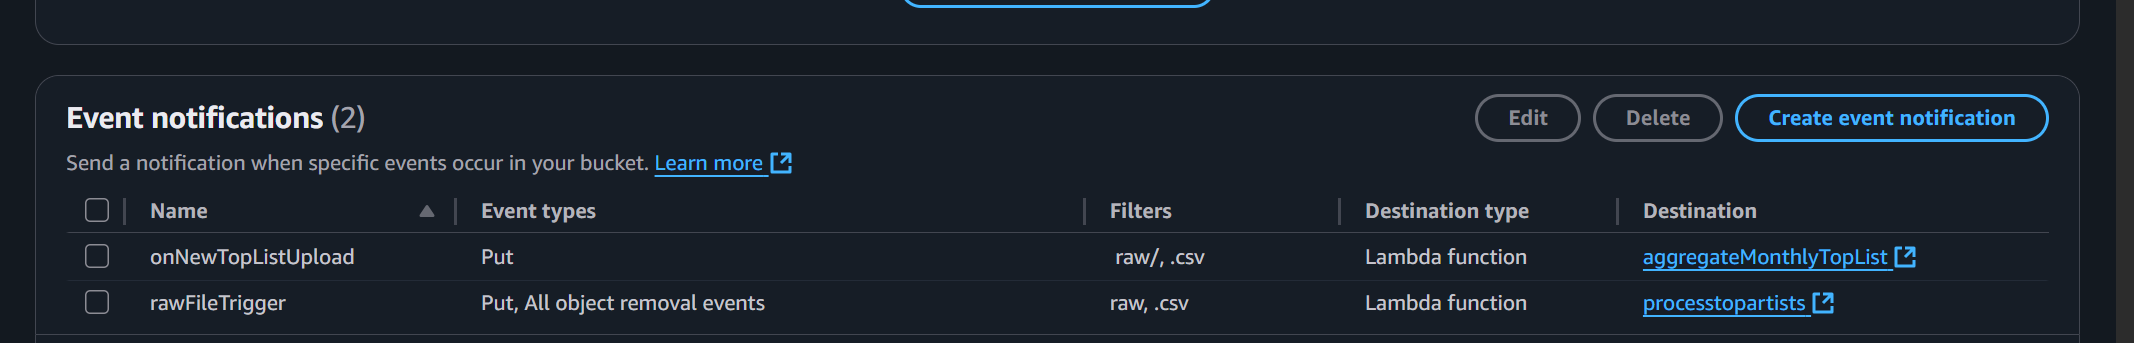 Event notifications (2)
Edit
Delete
Create event notification
Send a notification when specific events occur in your bucket. Learn more
Name Event types Filters Destination type Destination
onNewTopListUpload Put raw/, .csv Lambda function aggregateMonthlyTopList
rawFileTrigger Put, All object removal events raw, .csv Lambda function processtopartists